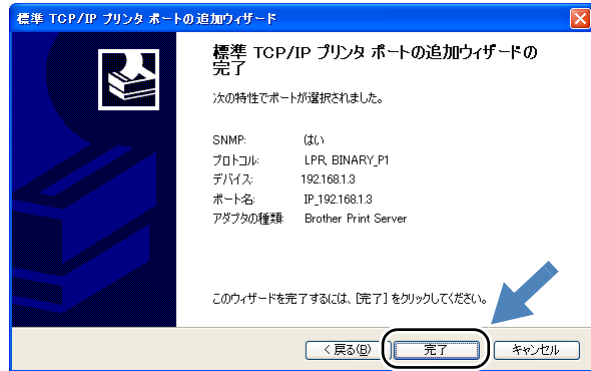 標準 TCP/IP プリンタ ポートの追加ウィザード
標準 TCP/IP プリンタ ポートの追加ウィザードの
完了
次の特性でポートが選択されました。
SNMP: はい
プロトコル: LPR, BINARY_P1
デバイス: 192.168.1.3
ポート名: IP_192.168.1.3
アダプタの種類: Brother Print Server
このウィザードを完了するには、[完了] をクリックしてください。
< 戻る(B) 完了 キャンセル